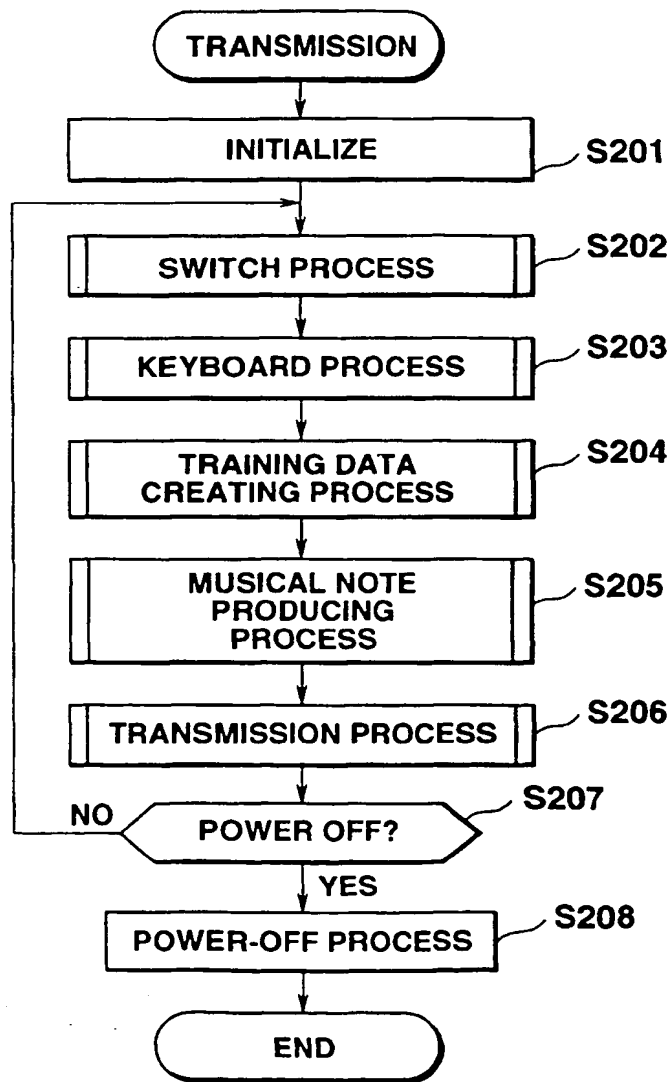 TRANSMISSION
INITIALIZE
S201
SWITCH PROCESS
S202
KEYBOARD PROCESS
S203
TRAINING DATA
CREATING PROCESS
S204
MUSICAL NOTE
PRODUCING
PROCESS
S205
TRANSMISSION PROCESS
S206
POWER OFF?
S207
NO
YES
POWER-OFF PROCESS
S208
END